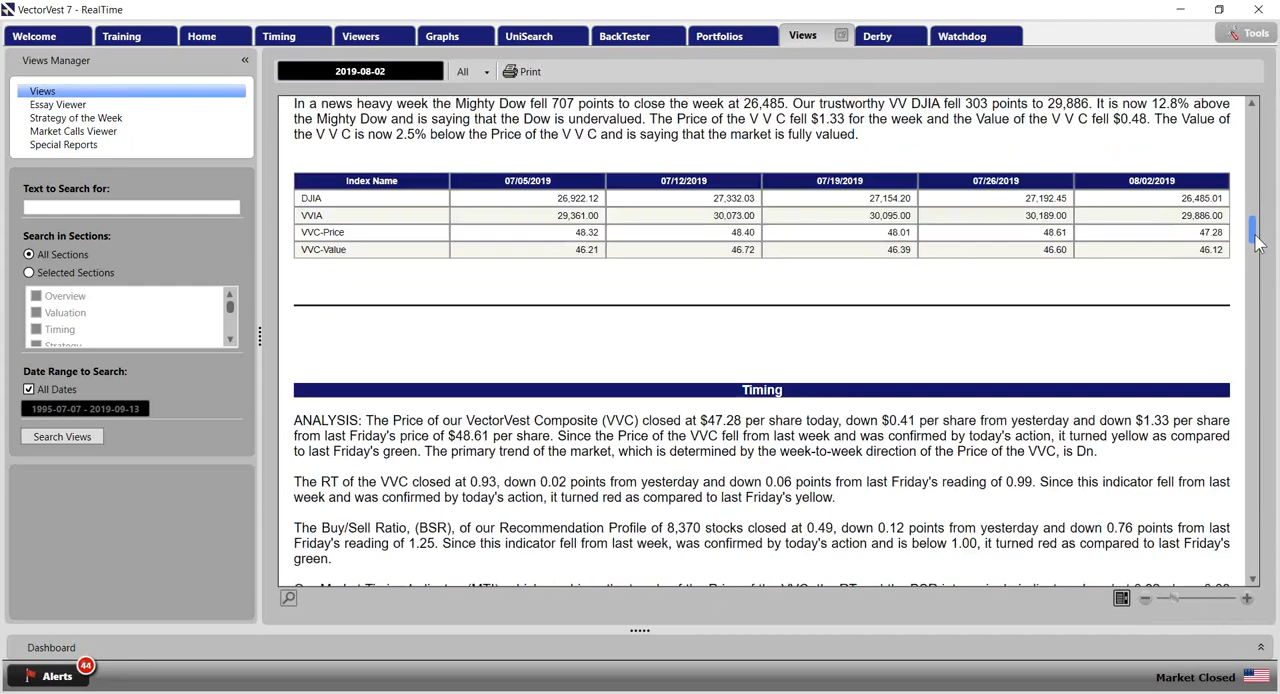 VectorVest 7 - RealTime
Welcome Training Home Timing Viewers Graphs UniSearch BackTester Portfolios Views Derby Watchdog Tools
Views Manager «
Views
Essay Viewer
Strategy of the Week
Market Calls Viewer
Special Reports
Text to Search for:
Search in Sections:
All Sections
Selected Sections
Overview
Valuation
Timing
Strategy
Date Range to Search:
All Dates
1995-07-07 - 2019-09-13
Search Views
2019-08-02 All Print
In a news heavy week the Mighty Dow fell 707 points to close the week at 26,485. Our trustworthy VV DJIA fell 303 points to 29,886. It is now 12.8% above
the Mighty Dow and is saying that the Dow is undervalued. The Price of the V V C fell $1.33 for the week and the Value of the V V C fell $0.48. The Value of
the V V C is now 2.5% below the Price of the V V C and is saying that the market is fully valued.
Index Name 07/05/2019 07/12/2019 07/19/2019 07/26/2019 08/02/2019
DJIA 26,922.12 27,332.03 27,154.20 27,192.45 26,485.01
VVIA 29,361.00 30,073.00 30,095.00 30,189.00 29,886.00
VVC-Price 48.32 48.40 48.01 48.61 47.28
VVC-Value 46.21 46.72 46.39 46.60 46.12
Timing
ANALYSIS: The Price of our VectorVest Composite (VVC) closed at $47.28 per share today, down $0.41 per share from yesterday and down $1.33 per share
from last Friday's price of $48.61 per share. Since the Price of the VVC fell from last week and was confirmed by today's action, it turned yellow as compared
to last Friday's green. The primary trend of the market, which is determined by the week-to-week direction of the Price of the VVC, is Dn.
The RT of the VVC closed at 0.93, down 0.02 points from yesterday and down 0.06 points from last Friday's reading of 0.99. Since this indicator fell from last
week and was confirmed by today's action, it turned red as compared to last Friday's yellow.
The Buy/Sell Ratio, (BSR), of our Recommendation Profile of 8,370 stocks closed at 0.49, down 0.12 points from yesterday and down 0.76 points from last
Friday's reading of 1.25. Since this indicator fell from last week, was confirmed by today's action and is below 1.00, it turned red as compared to last Friday's
green.
Dashboard
Alerts 44
Market Closed